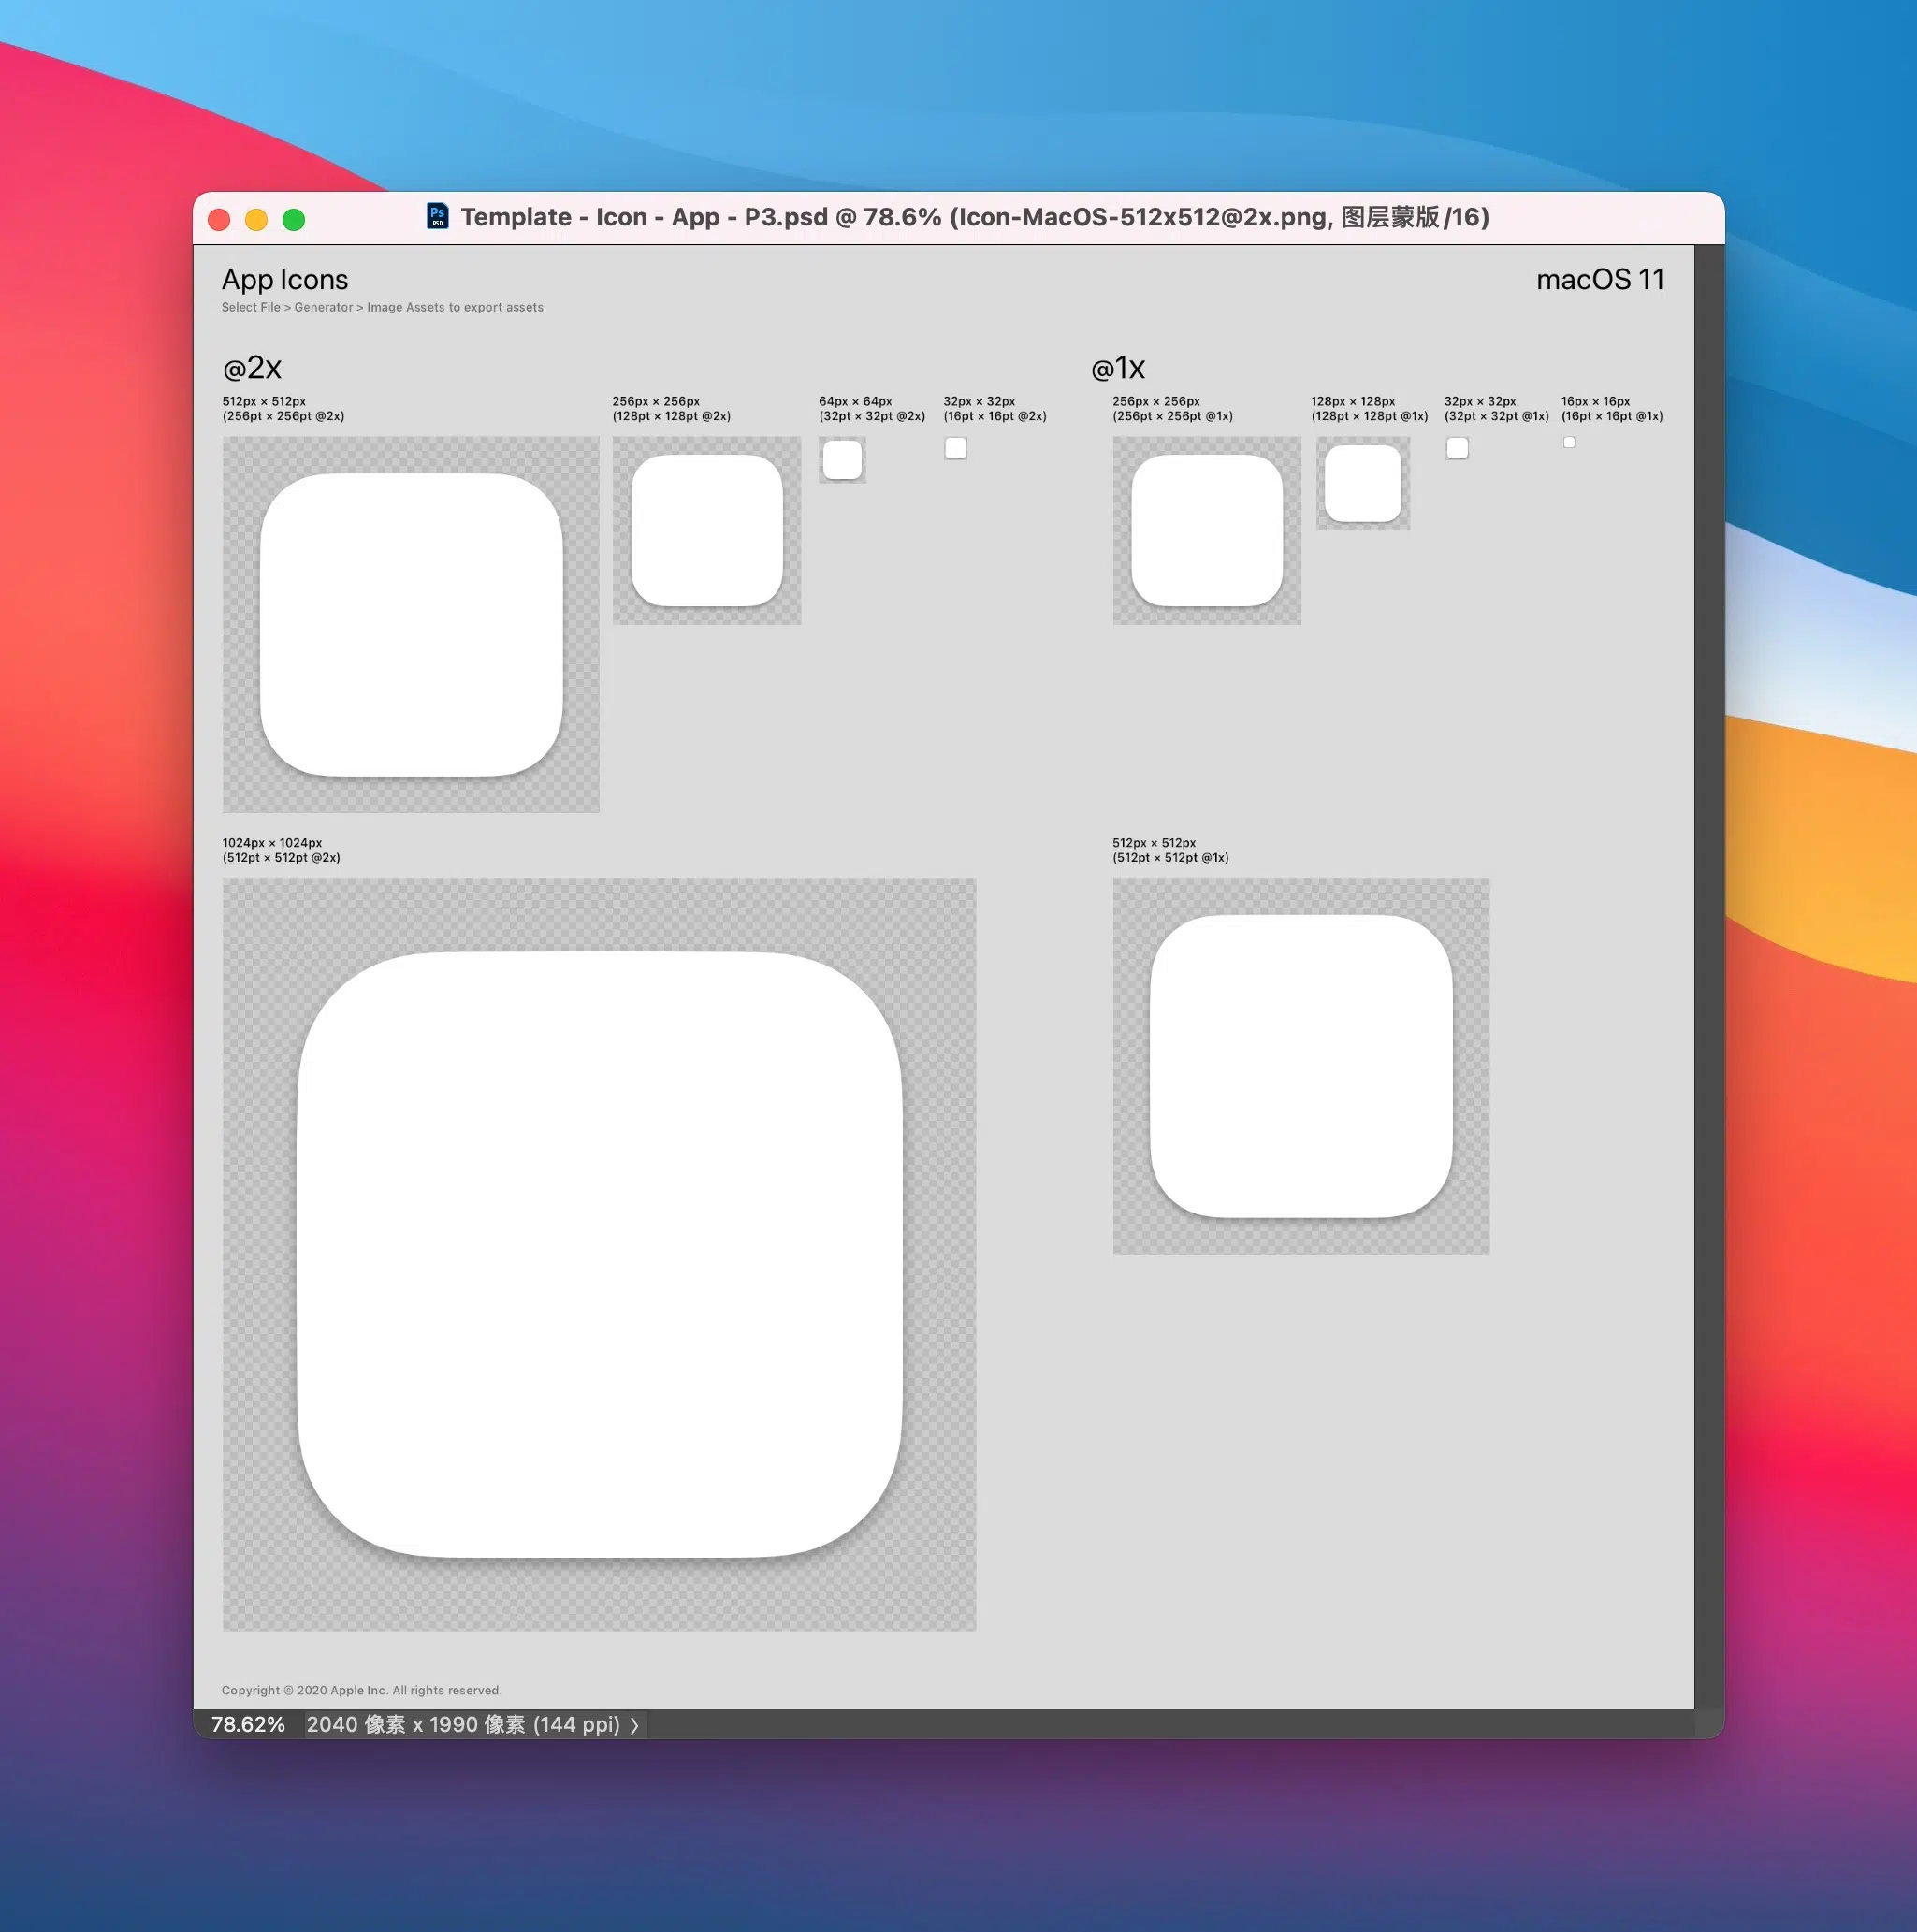 Ps
PSD
Template - Icon - App - P3.psd @ 78.6% (Icon-MacOS-512x512@2x.png, 图层蒙版/16)
App Icons
macOS 11
Select File > Generator > Image Assets to export assets
@2x
@1x
512px × 512px
(256pt × 256pt @2x)
256px × 256px
(128pt × 128pt @2x)
64px × 64px
(32pt × 32pt @2x)
32px × 32px
(16pt × 16pt @2x)
256px × 256px
(256pt × 256pt @1x)
128px × 128px
(128pt × 128pt @1x)
32px × 32px
(32pt × 32pt @1x)
16px × 16px
(16pt × 16pt @1x)
1024px × 1024px
(512pt × 512pt @2x)
512px × 512px
(512pt × 512pt @1x)
Copyright © 2020 Apple Inc. All rights reserved.
78.62%
2040 像素 x 1990 像素 (144 ppi)